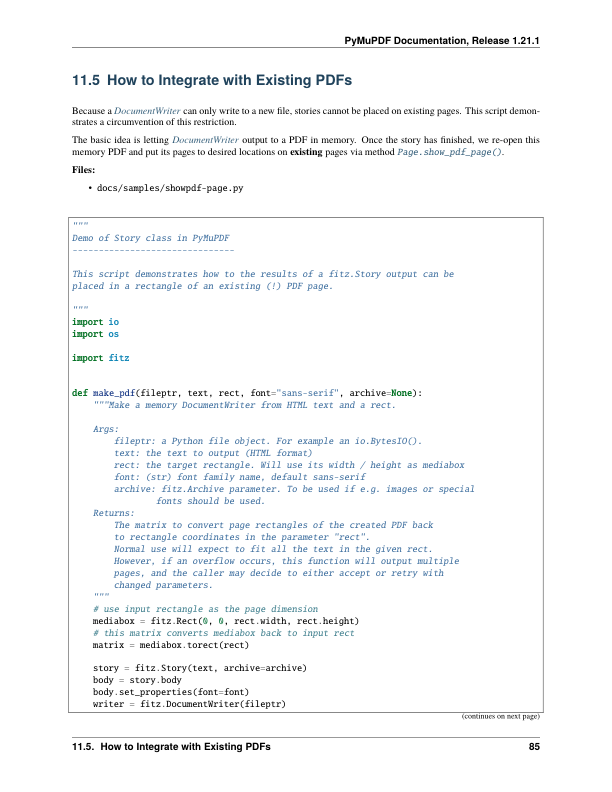 PyMuPDF Documentation, Release 1.21.1
11.5 How to Integrate with Existing PDFs
Because a DocumentWriter can only write to a new file, stories cannot be placed on existing pages. This script demon-
strates a circumvention of this restriction.
The basic idea is letting DocumentWriter output to a PDF in memory. Once the story has finished, we re-open this
memory PDF and put its pages to desired locations on existing pages via method Page.show_pdf_page().
Files:
• docs/samples/showpdf-page.py
"""
Demo of Story class in PyMuPDF
-------------------------------
This script demonstrates how to the results of a fitz.Story output can be
placed in a rectangle of an existing (!) PDF page.
"""
import io
import os
import fitz
def make_pdf(fileptr, text, rect, font="sans-serif", archive=None):
    """Make a memory DocumentWriter from HTML text and a rect.
    Args:
        fileptr: a Python file object. For example an io.BytesIO().
        text: the text to output (HTML format)
        rect: the target rectangle. Will use its width / height as mediabox
        font: (str) font family name, default sans-serif
        archive: fitz.Archive parameter. To be used if e.g. images or special
                fonts should be used.
    Returns:
        The matrix to convert page rectangles of the created PDF back
        to rectangle coordinates in the parameter "rect".
        Normal use will expect to fit all the text in the given rect.
        However, if an overflow occurs, this function will output multiple
        pages, and the caller may decide to either accept or retry with
        changed parameters.
    """
    # use input rectangle as the page dimension
    mediabox = fitz.Rect(0, 0, rect.width, rect.height)
    # this matrix converts mediabox back to input rect
    matrix = mediabox.torect(rect)
    story = fitz.Story(text, archive=archive)
    body = story.body
    body.set_properties(font=font)
    writer = fitz.DocumentWriter(fileptr)
(continues on next page)
11.5. How to Integrate with Existing PDFs 85